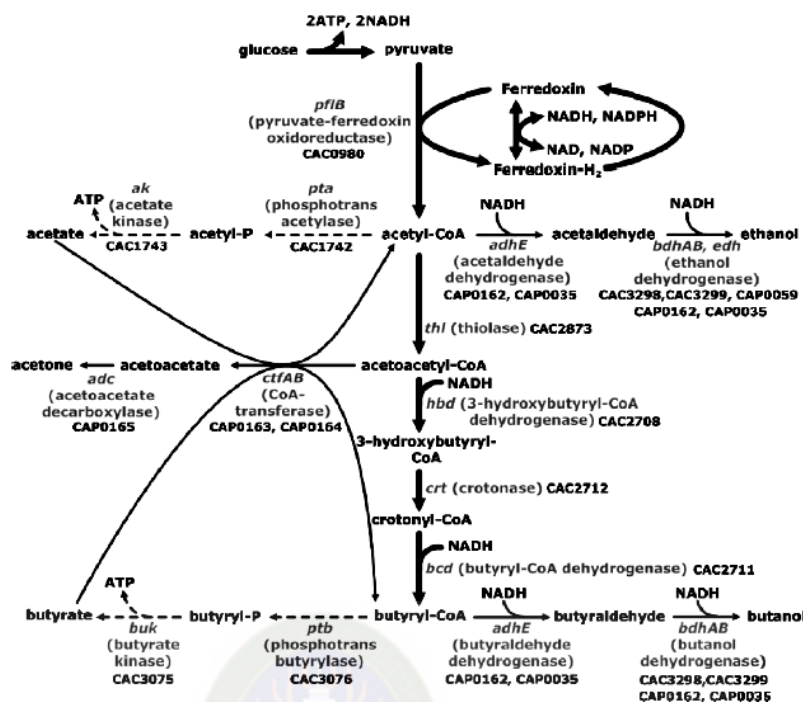 2ATP, 2NADH
glucose
pyruvate
pflB
(pyruvate-ferredoxin
oxidoreductase)
CAC0980
Ferredoxin
NADH, NADPH
NAD, NADP
Ferredoxin-H₂
ak
(acetate
kinase)
ATP
CAC1743
pta
(phosphotrans
acetylase)
CAC1742
acetate
acetyl-P
acetyl-CoA
NADH
acetaldehyde
NADH
ethanol
adhE
(acetaldehyde
dehydrogenase)
CAP0162, CAP0035
bdhAB, edh
(ethanol
dehydrogenase)
CAC3298,CAC3299, CAP0059
CAP0162, CAP0035
thl (thiolase) CAC2873
acetone
acetoacetate
acetoacetyl-CoA
adc
(acetoacetate
decarboxylase)
CAP0165
ctfAB
(CoA-
transferase)
CAP0163, CAP0164
NADH
hbd (3-hydroxybutyryl-CoA
dehydrogenase) CAC2708
3-hydroxybutyryl-
CoA
crt (crotonase) CAC2712
crotonyl-CoA
NADH
bcd (butyryl-CoA dehydrogenase) CAC2711
ATP
butyrate
butyryl-P
butyryl-CoA
NADH
butyraldehyde
NADH
butanol
buk
(butyrate
kinase)
CAC3075
ptb
(phosphotrans
butyrylase)
CAC3076
adhE
(butyraldehyde
dehydrogenase)
CAP0162, CAP0035
bdhAB
(butanol
dehydrogenase)
CAC3298,CAC3299
CAP0162, CAP0035